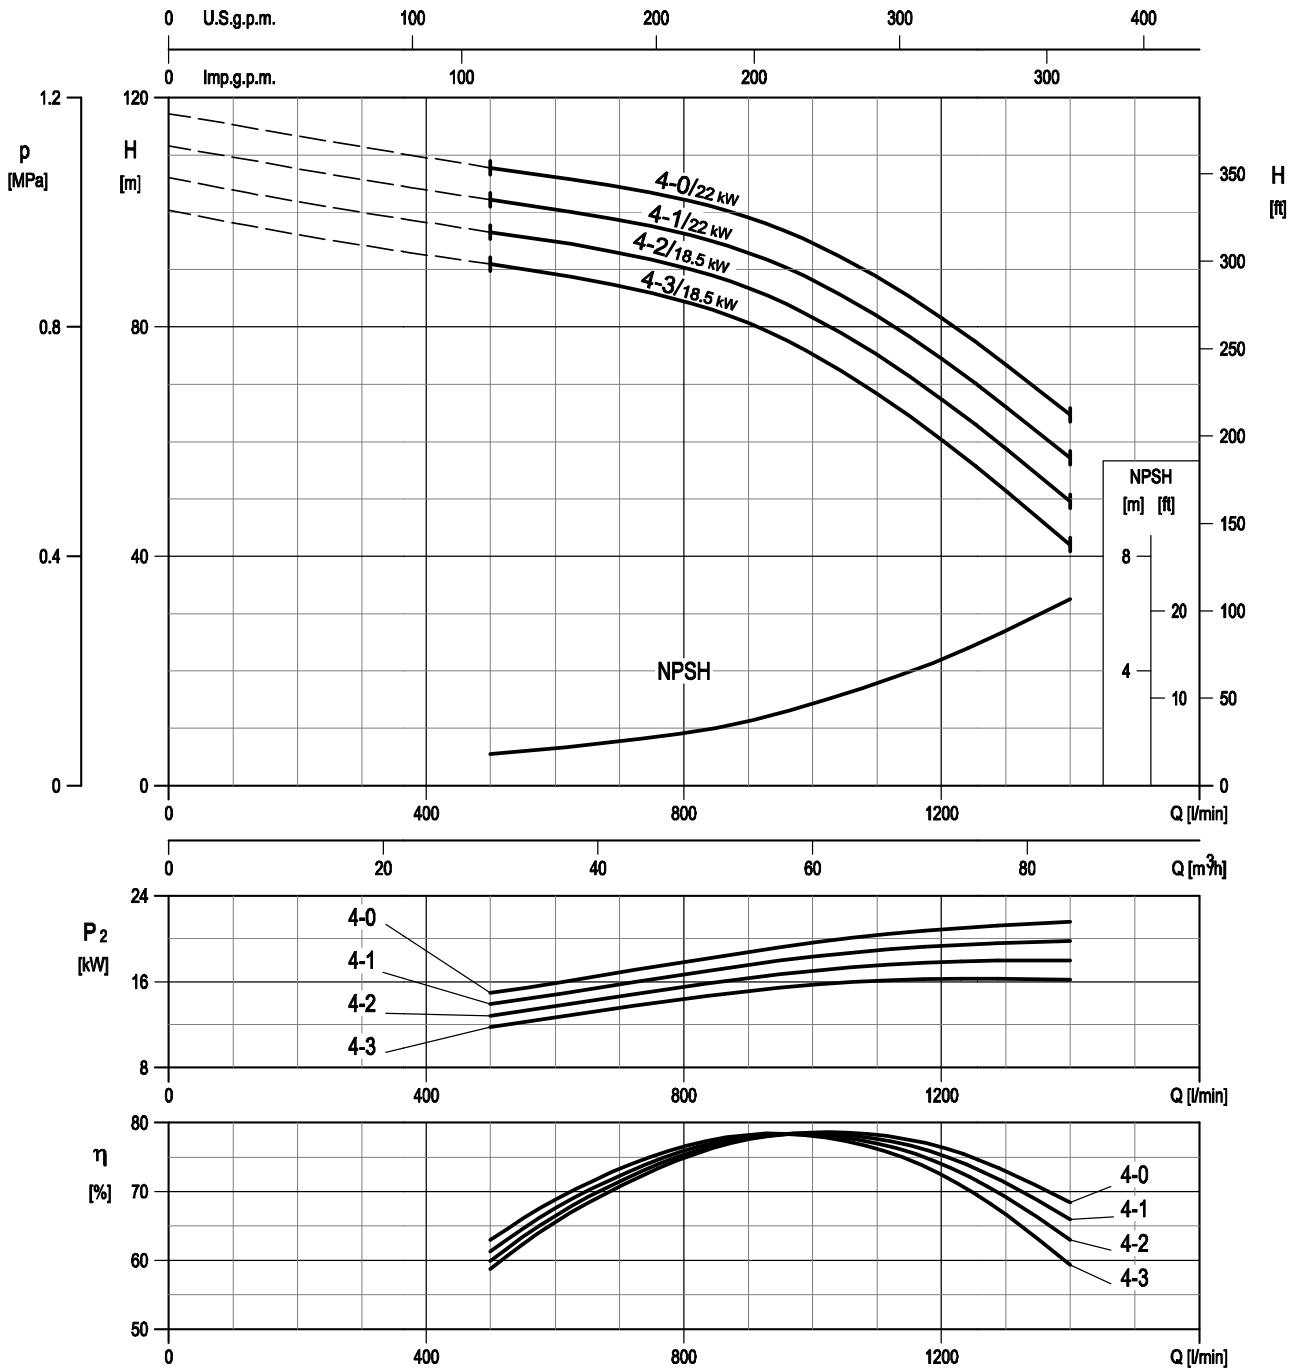 0 U.S.g.p.m. 100 200 300 400
0 Imp.g.p.m. 100 200 300
1.2 120
p H
[MPa] [m]
4-0/22 kW
4-1/22 kW
4-2/18.5 kW
4-3/18.5 kW
350 H
[ft]
300
0.8 80
250
200
NPSH
[m] [ft]
150
0.4 40 8
20 100
NPSH 4
10 50
0 0 0
0 400 800 1200 Q [l/min]
0 20 40 60 80 Q [m³/h]
24
P2
[kW]
4-0
4-1
16
4-2
4-3
8
0 400 800 1200 Q [l/min]
80
η
[%]
70 4-0
4-1
4-2
60 4-3
50
0 400 800 1200 Q [l/min]